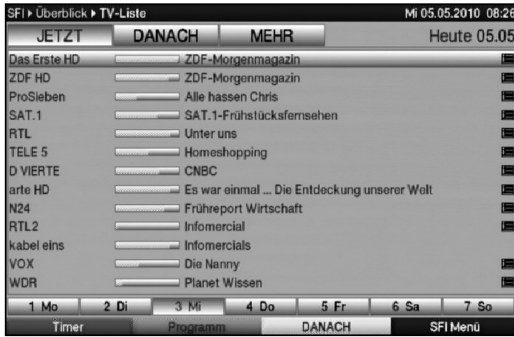 SFI ▸ Überblick ▸ TV-Liste Mi 05.05.2010 08:26
JETZT DANACH MEHR Heute 05.05
Das Erste HD ZDF-Morgenmagazin
ZDF HD ZDF-Morgenmagazin
ProSieben Alle hassen Chris
SAT.1 SAT.1-Frühstücksfernsehen
RTL Unter uns
TELE 5 Homeshopping
D VIERTE CNBC
arte HD Es war einmal ... Die Entdeckung unserer Welt
N24 Frühreport Wirtschaft
RTL2 Infomercial
kabel eins Infomercials
VOX Die Nanny
WDR Planet Wissen
1 Mo 2 Di 3 Mi 4 Do 5 Fr 6 Sa 7 So
Timer Programm DANACH SFI Menü